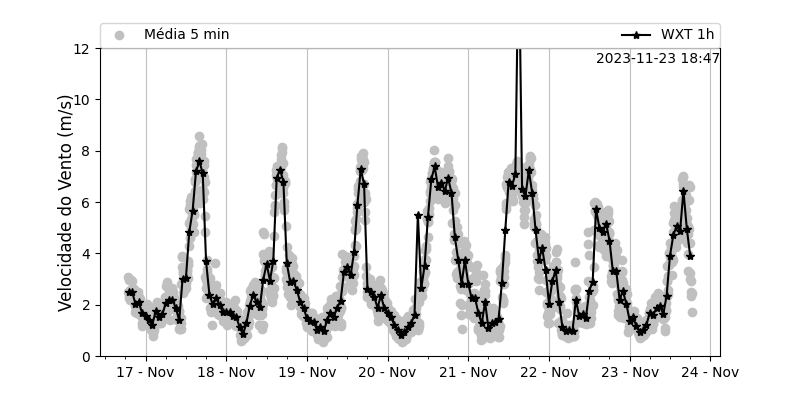 Média 5 min
WXT 1h
2023-11-23 18:47
Velocidade do Vento (m/s)
12
10
8
6
4
2
0
17 - Nov
18 - Nov
19 - Nov
20 - Nov
21 - Nov
22 - Nov
23 - Nov
24 - Nov